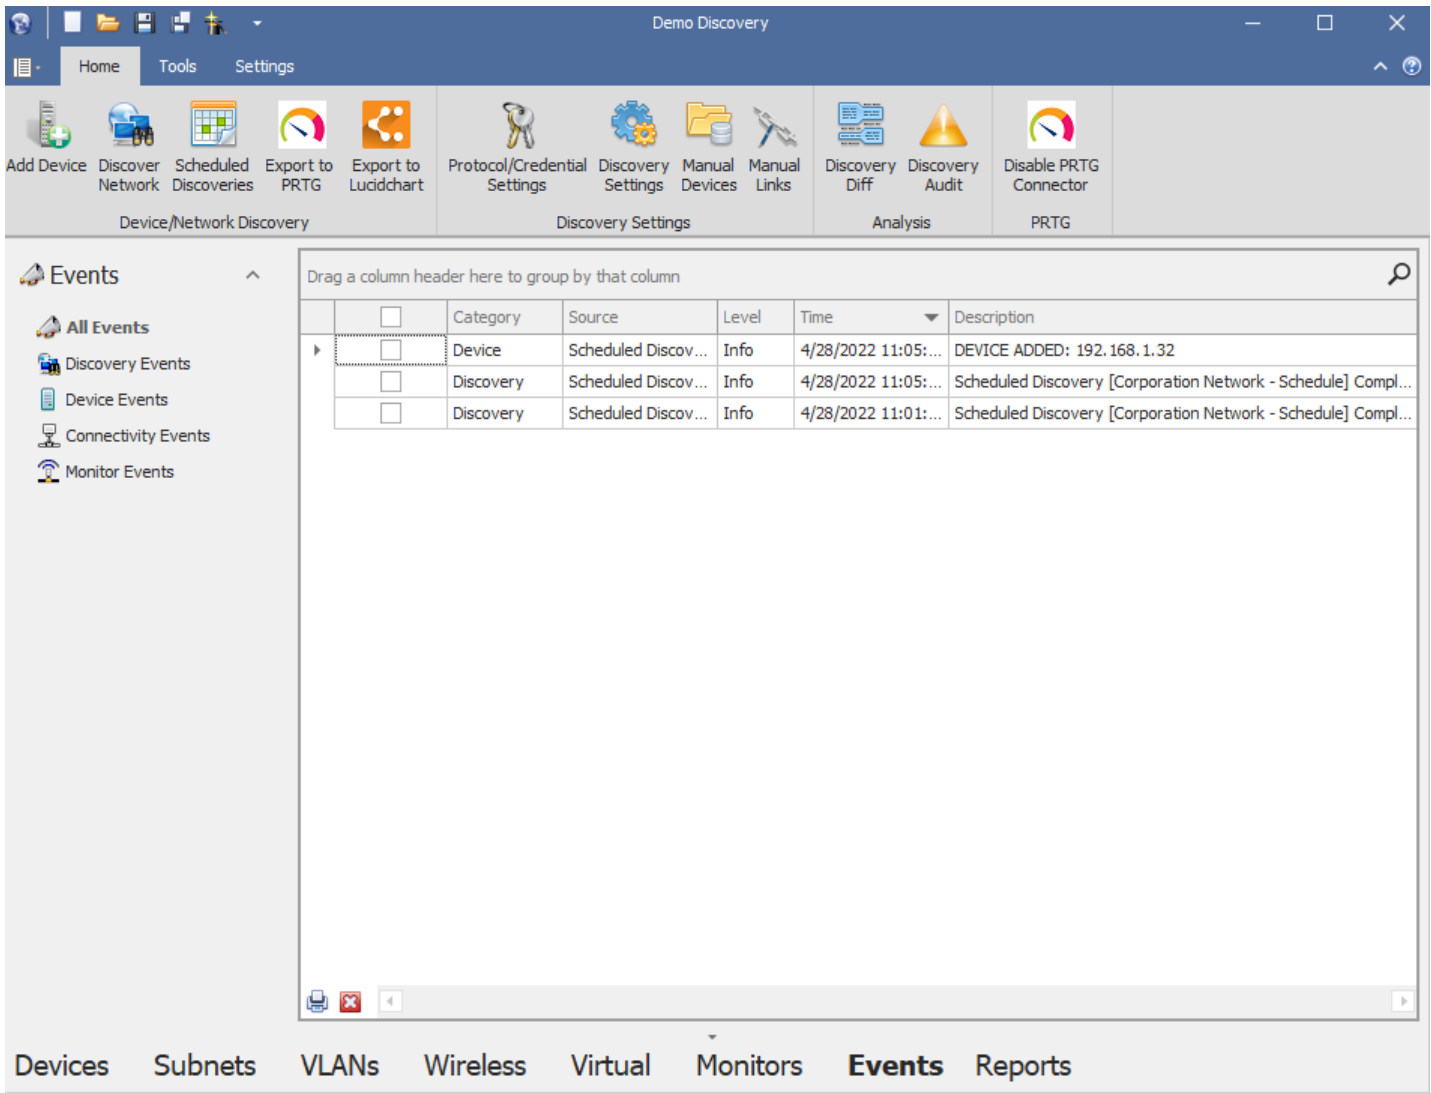 Demo Discovery
Home Tools Settings
Add Device Discover Network Scheduled Discoveries Export to PRTG Export to Lucidchart Protocol/Credential Settings Discovery Settings Manual Devices Manual Links Discovery Diff Discovery Audit Disable PRTG Connector
Device/Network Discovery Discovery Settings Analysis PRTG
Events
All Events
Discovery Events
Device Events
Connectivity Events
Monitor Events
Drag a column header here to group by that column
Category Source Level Time Description
Device Scheduled Discov... Info 4/28/2022 11:05:... DEVICE ADDED: 192.168.1.32
Discovery Scheduled Discov... Info 4/28/2022 11:05:... Scheduled Discovery [Corporation Network - Schedule] Compl...
Discovery Scheduled Discov... Info 4/28/2022 11:01:... Scheduled Discovery [Corporation Network - Schedule] Compl...
Devices Subnets VLANs Wireless Virtual Monitors Events Reports